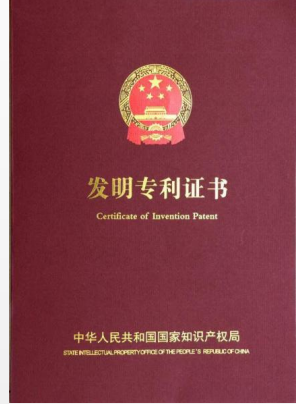 发明专利证书
Certificate of Invention Patent
中华人民共和国国家知识产权局
STATE INTELLECTUAL PROPERTY OFFICE OF THE PEOPLE'S REPUBLIC OF CHINA